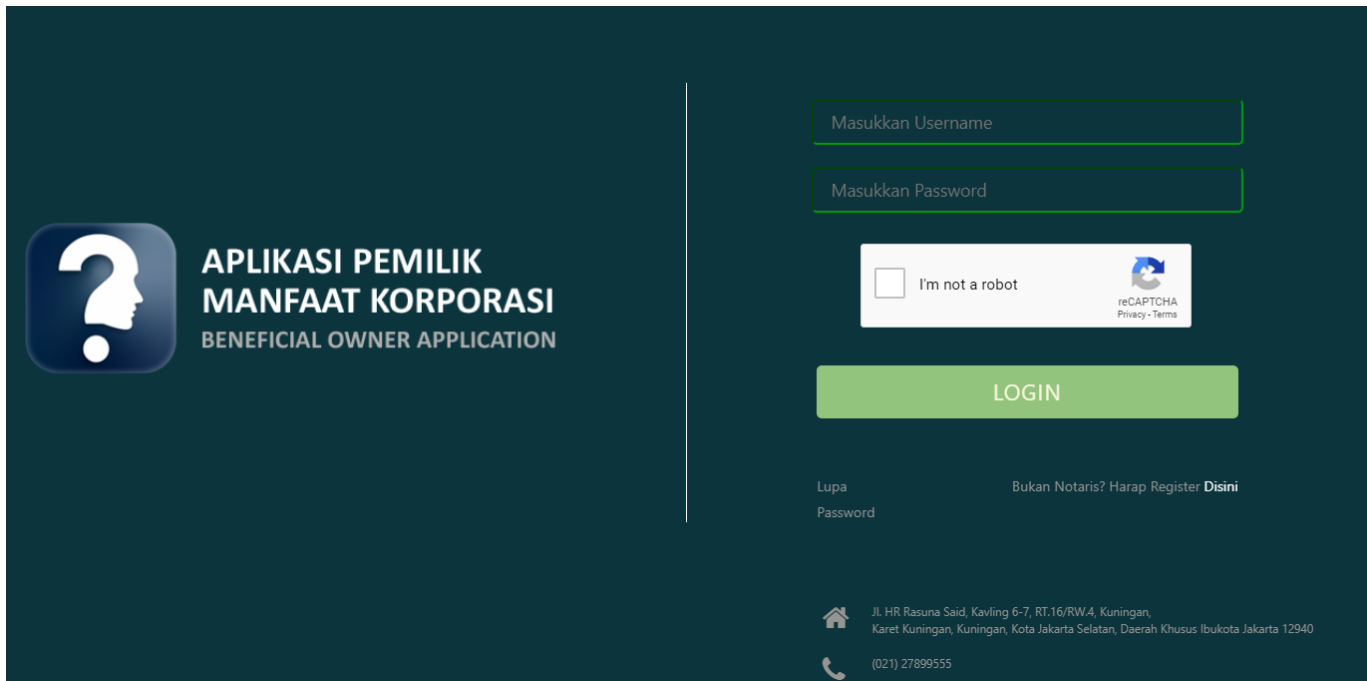 APLIKASI PEMILIK
MANFAAT KORPORASI
BENEFICIAL OWNER APPLICATION
Masukkan Username
Masukkan Password
I'm not a robot
reCAPTCHA
Privacy - Terms
LOGIN
Lupa
Password
Bukan Notaris? Harap Register Disini
Jl. HR Rasuna Said, Kavling 6-7, RT.16/RW.4, Kuningan,
Karet Kuningan, Kuningan, Kota Jakarta Selatan, Daerah Khusus Ibukota Jakarta 12940
(021) 27899555